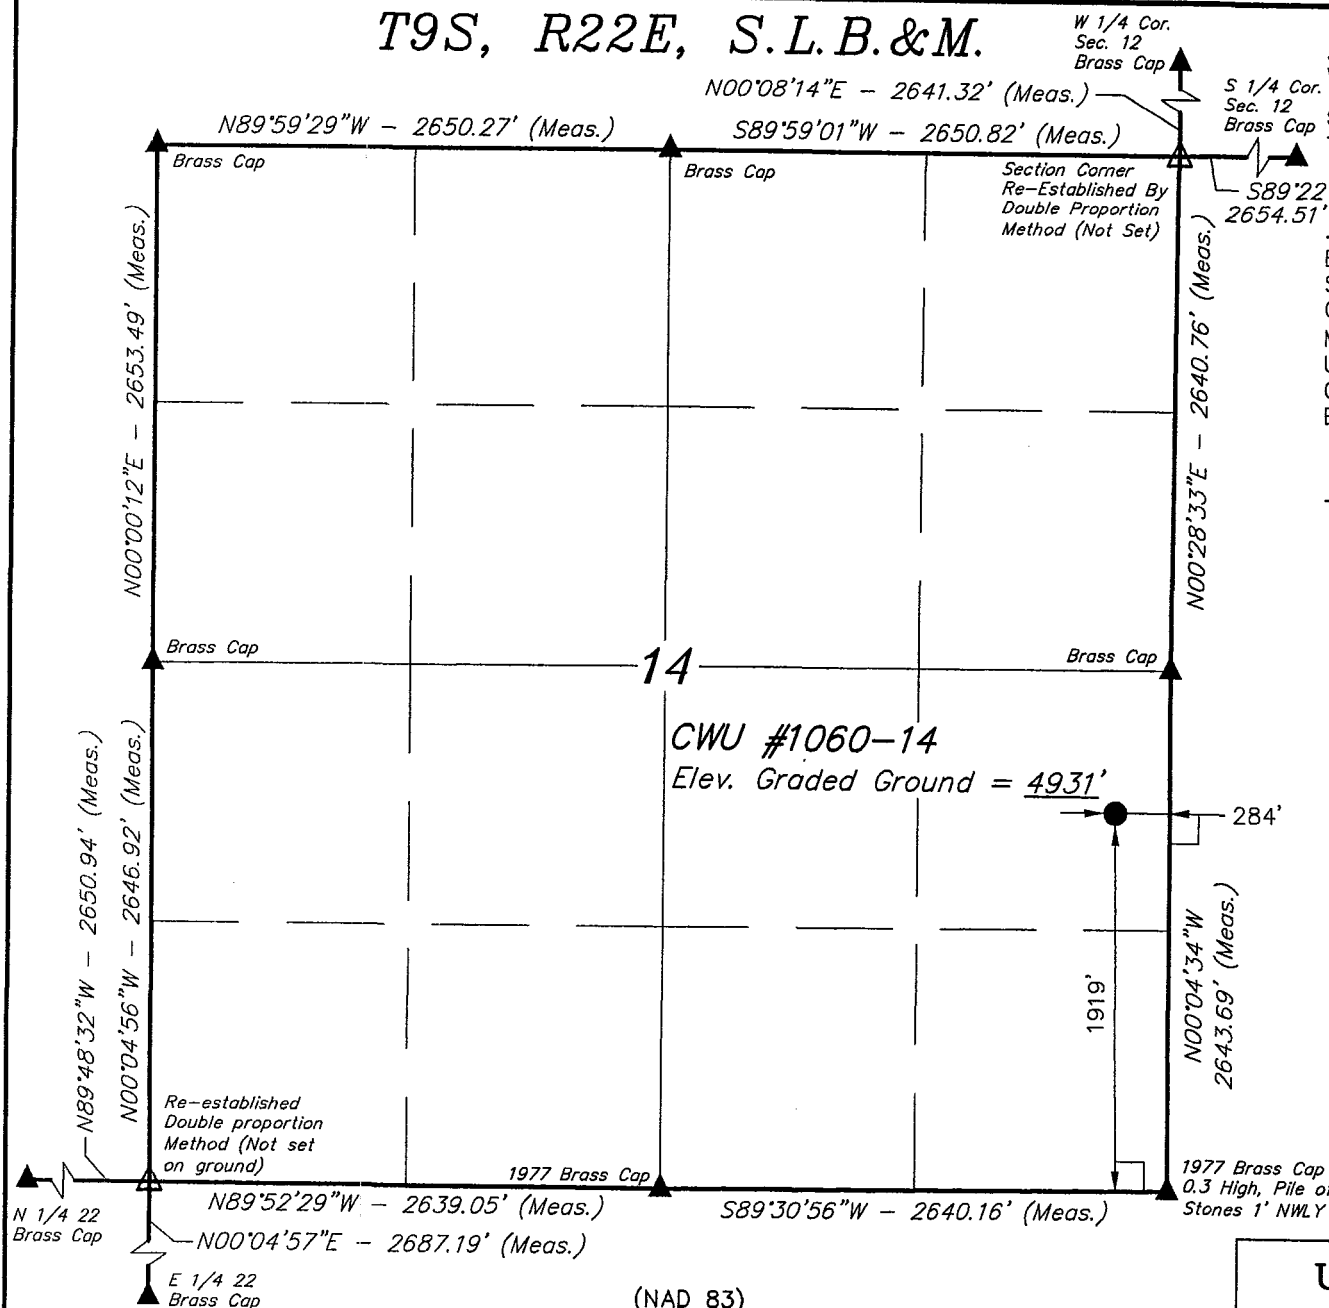 T9S, R22E, S.L.B.&M.
W 1/4 Cor.
Sec. 12
Brass Cap
N00°08'14"E - 2641.32' (Meas.)
S 1/4 Cor.
Sec. 12
Brass Cap
N89°59'29"W - 2650.27' (Meas.)
S89°59'01"W - 2650.82' (Meas.)
Brass Cap
Brass Cap
Section Corner
Re-Established By
Double Proportion
Method (Not Set)
S89°22
2654.51'
N00°00'12"E - 2653.49' (Meas.)
N00°28'33"E - 2640.76' (Meas.)
Brass Cap
14
Brass Cap
CWU #1060-14
Elev. Graded Ground = 4931'
284'
N89°48'32"W - 2650.94' (Meas.)
N00°04'56"W - 2646.92' (Meas.)
1919'
N00°04'34"W
2643.69' (Meas.)
Re-established
Double proportion
Method (Not set
on ground)
1977 Brass Cap
1977 Brass Cap
0.3 High, Pile of
Stones 1' NWLY
N89°52'29"W - 2639.05' (Meas.)
S89°30'56"W - 2640.16' (Meas.)
N 1/4 22
Brass Cap
N00°04'57"E - 2687.19' (Meas.)
E 1/4 22
Brass Cap
(NAD 83)